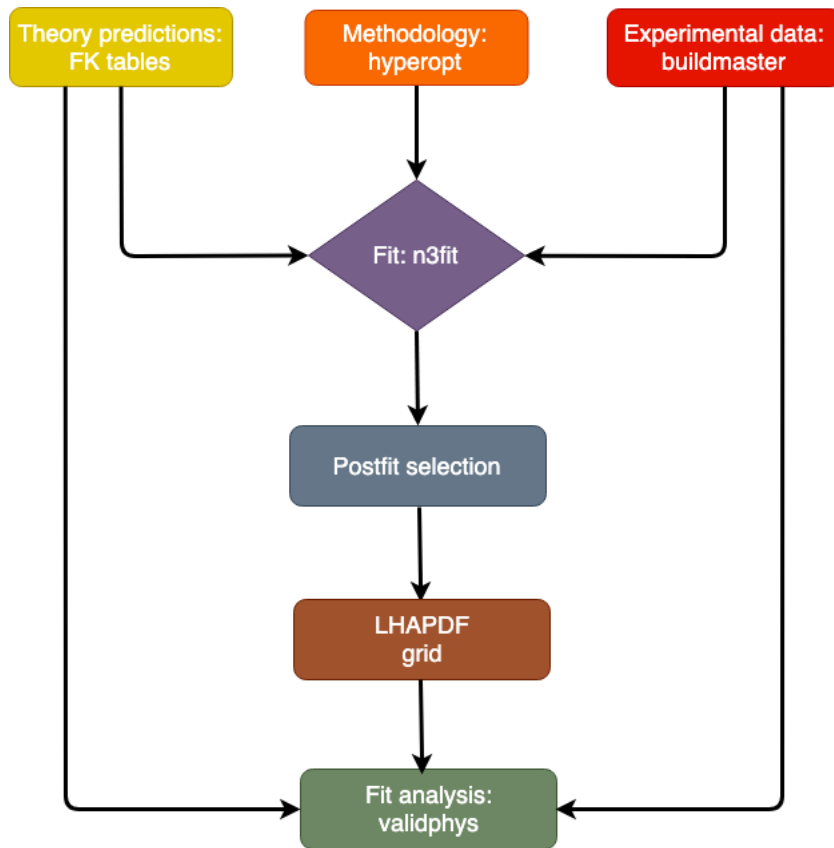 Theory predictions:
FK tables
Methodology:
hyperopt
Experimental data:
buildmaster
Fit: n3fit
Postfit selection
LHAPDF
grid
Fit analysis:
validphys